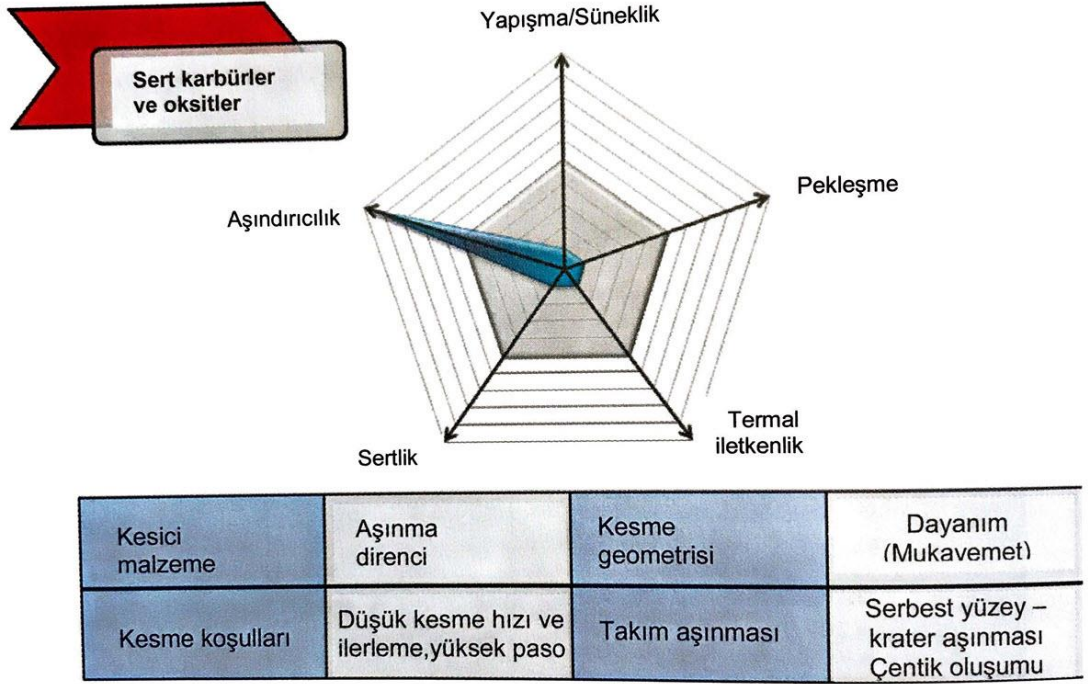 Sert karbürler
ve oksitler
Yapışma/Süneklik
Pekleşme
Aşındırıcılık
Termal
iletkenlik
Sertlik
Kesici
malzeme
Aşınma
direnci
Kesme
geometrisi
Dayanım
(Mukavemet)
Kesme koşulları
Düşük kesme hızı ve
ilerleme,yüksek paso
Takım aşınması
Serbest yüzey –
krater aşınması
Çentik oluşumu